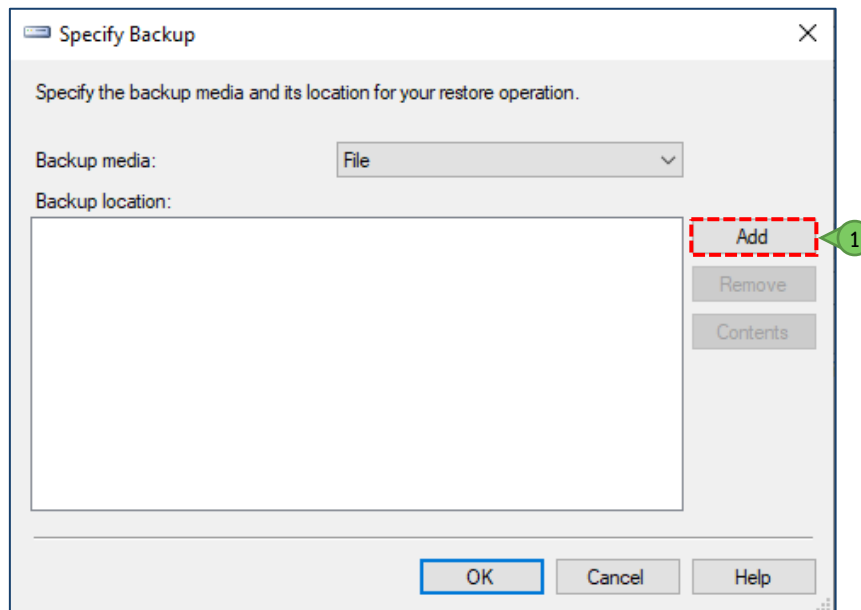 Specify Backup
Specify the backup media and its location for your restore operation.
Backup media:
File
Backup location:
Add
1
Remove
Contents
OK
Cancel
Help